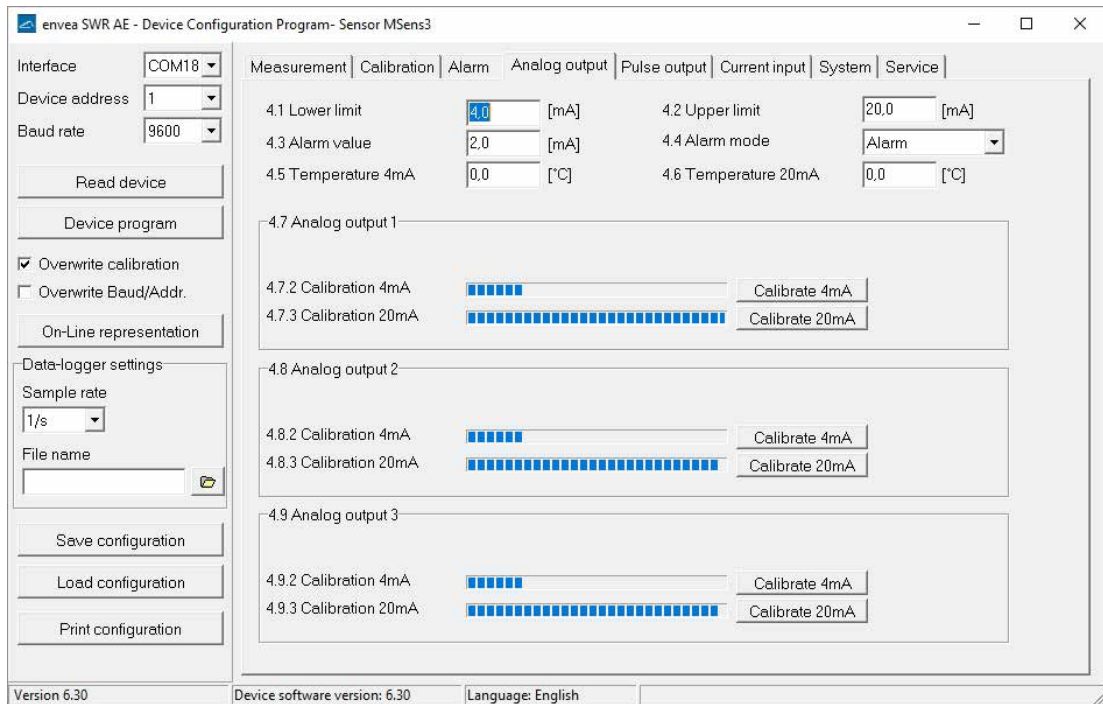 envea SWR AE - Device Configuration Program- Sensor MSens3
Interface COM18
Device address 1
Baud rate 9600
Read device
Device program
Overwrite calibration
Overwrite Baud/Addr.
On-Line representation
Data-logger settings
Sample rate
1/s
File name
Save configuration
Load configuration
Print configuration
Measurement Calibration Alarm Analog output Pulse output Current input System Service
4.1 Lower limit 4,0 [mA] 4.2 Upper limit 20,0 [mA]
4.3 Alarm value 2,0 [mA] 4.4 Alarm mode Alarm
4.5 Temperature 4mA 0,0 [°C] 4.6 Temperature 20mA 0,0 [°C]
4.7 Analog output 1
4.7.2 Calibration 4mA Calibrate 4mA
4.7.3 Calibration 20mA Calibrate 20mA
4.8 Analog output 2
4.8.2 Calibration 4mA Calibrate 4mA
4.8.3 Calibration 20mA Calibrate 20mA
4.9 Analog output 3
4.9.2 Calibration 4mA Calibrate 4mA
4.9.3 Calibration 20mA Calibrate 20mA
Version 6.30 Device software version: 6.30 Language: English